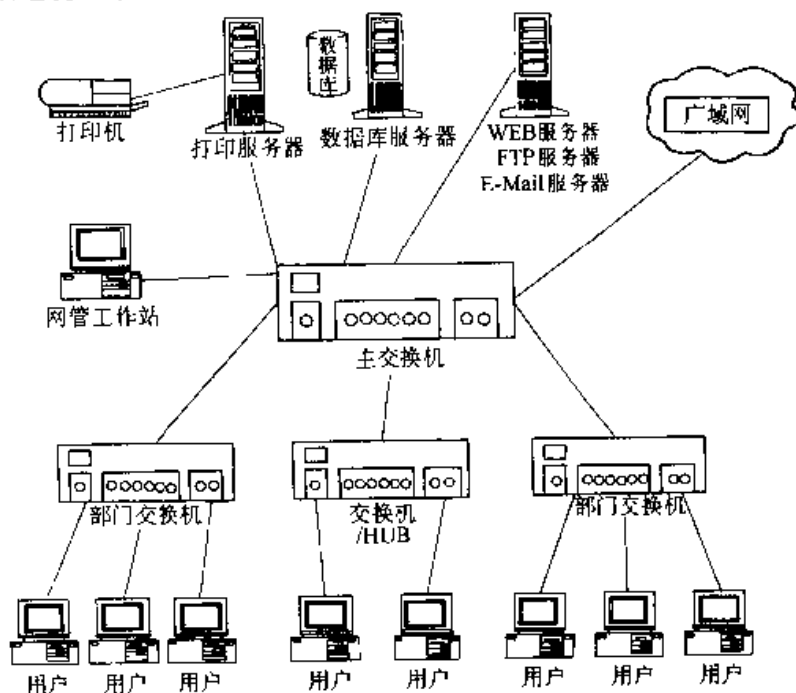 数据库
广域网
打印机
打印服务器
数据库服务器
WEB服务器
FTP服务器
E-Mail服务器
网管工作站
主交换机
部门交换机
交换机
/HUB
部门交换机
用户
用户
用户
用户
用户
用户
用户
用户